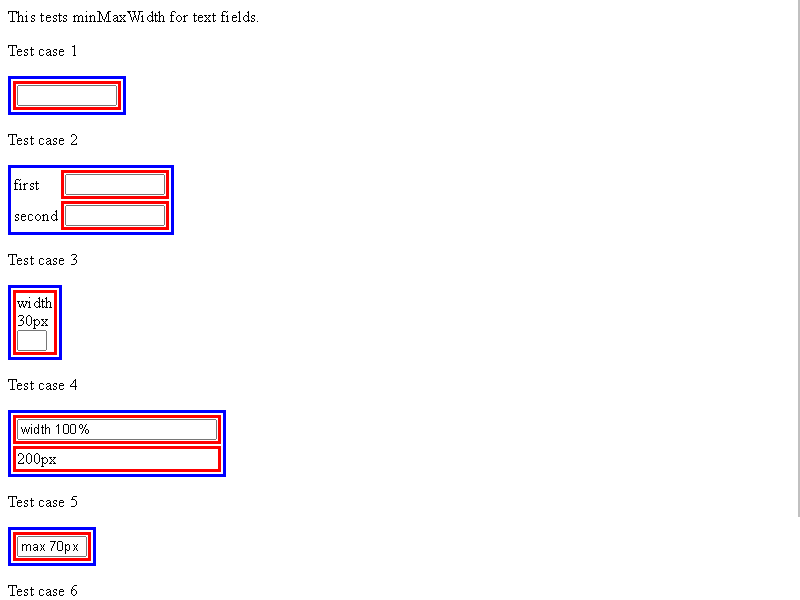 This tests minMaxWidth for text fields.
Test case 1
Test case 2
first
second
Test case 3
width
30px
Test case 4
width 100%
200px
Test case 5
max 70px
Test case 6